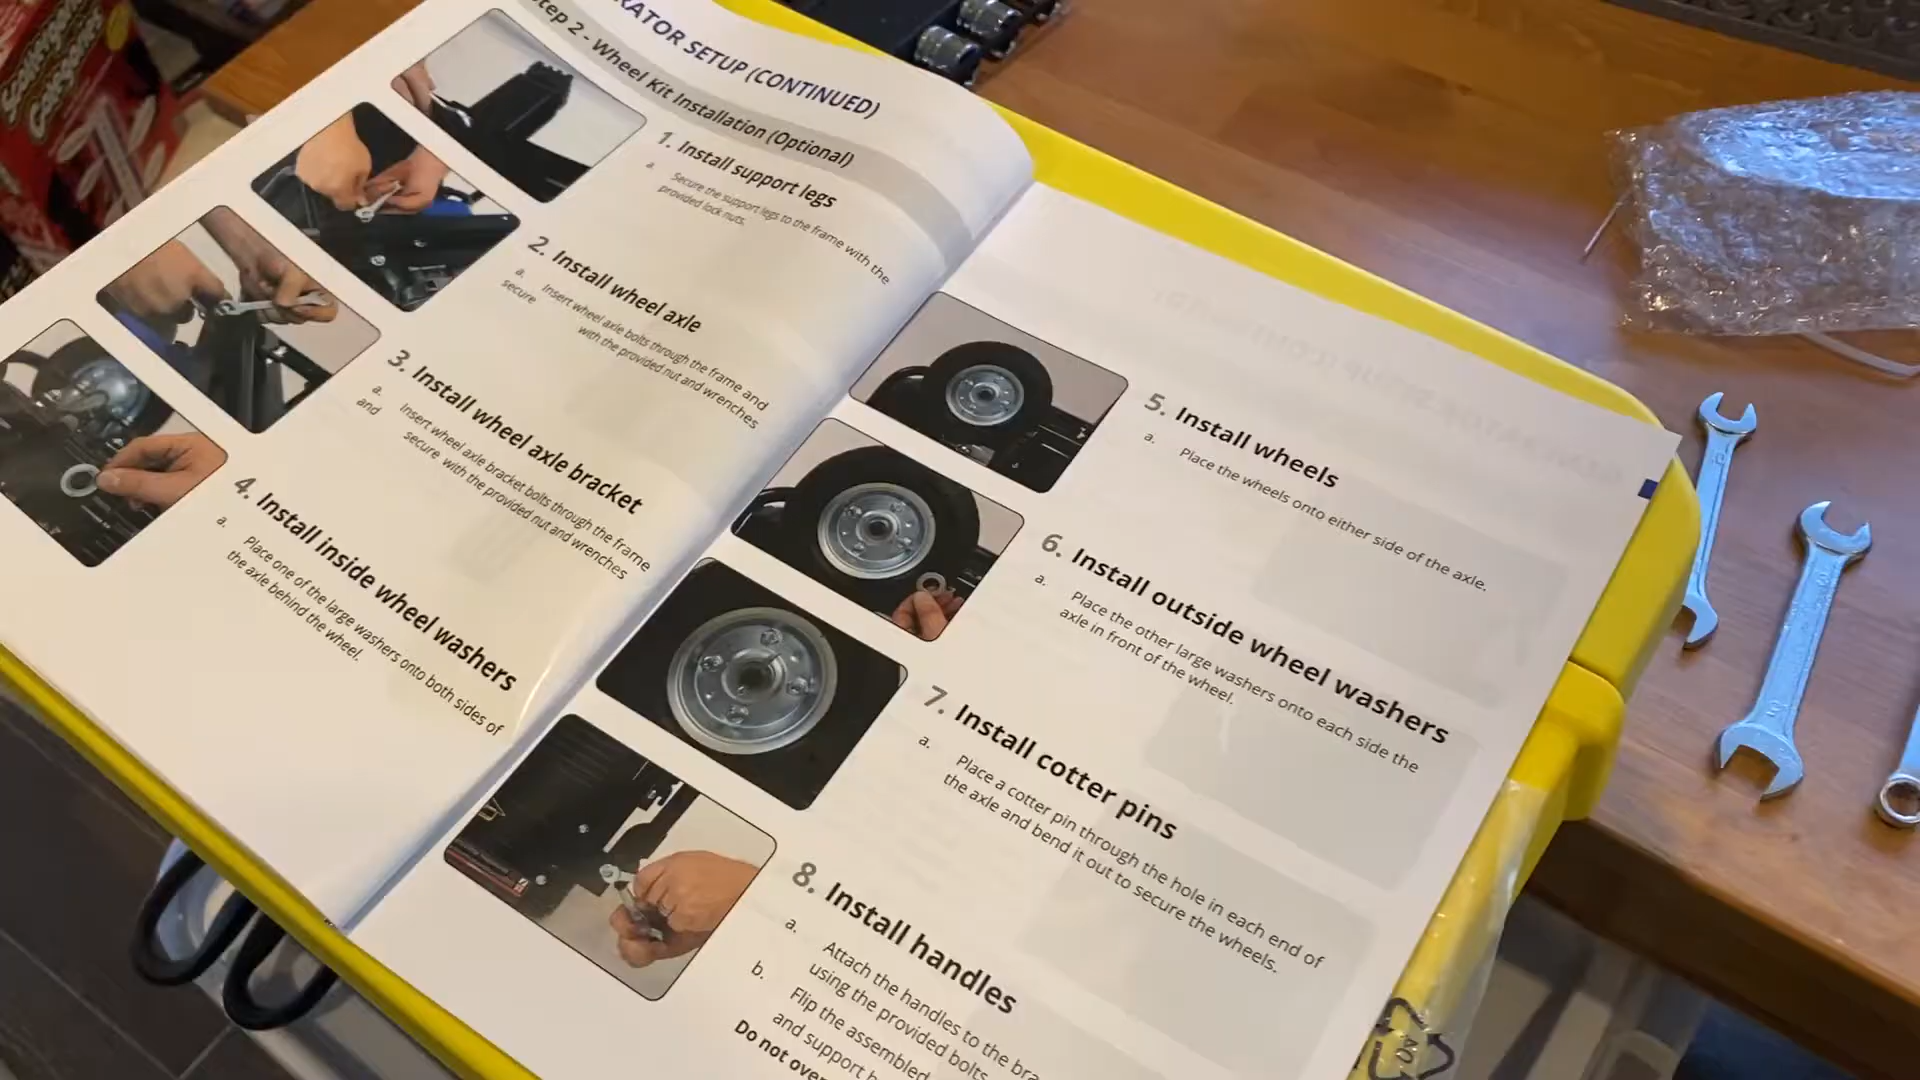 RATOR SETUP (CONTINUED)
Step 2 - Wheel Kit Installation (Optional)
1. Install support legs
a. Secure the support legs to the frame with the
provided lock nuts.
2. Install wheel axle
a. Insert wheel axle bolts through the frame and
secure with the provided nut and wrenches
3. Install wheel axle bracket
a. Insert wheel axle bracket bolts through the frame
and secure with the provided nut and wrenches
4. Install inside wheel washers
a. Place one of the large washers onto both sides of
the axle behind the wheel.
5. Install wheels
a. Place the wheels onto either side of the axle.
6. Install outside wheel washers
a. Place the other large washers onto each side the
axle in front of the wheel.
7. Install cotter pins
a. Place a cotter pin through the hole in each end of
the axle and bend it out to secure the wheels.
8. Install handles
a. Attach the handles to the bra
using the provided bolts
b. Flip the assembled
and support
Do not over